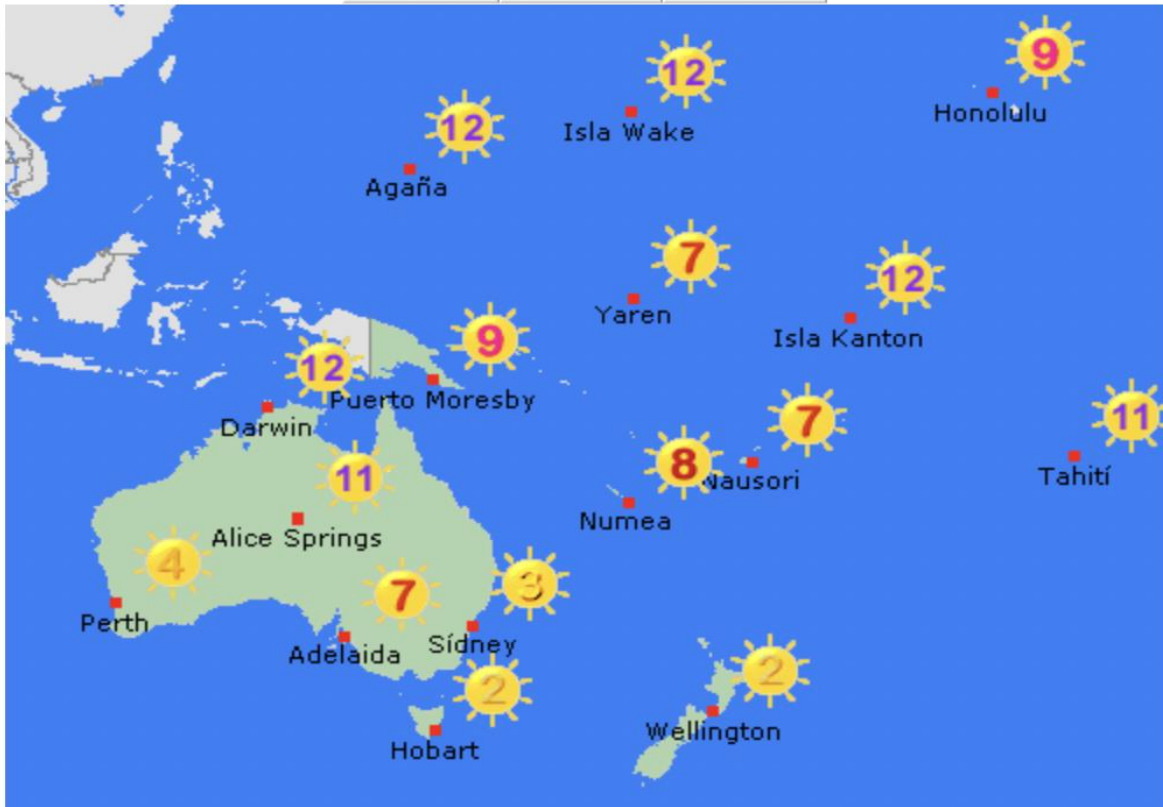 9
12
Honolulu
12
Isla Wake
Agaña
7
12
Yaren
Isla Kanton
9
12
Puerto Moresby
7
11
Darwin
8
Nausori
Tahití
11
Numea
Alice Springs
4
3
7
Perth
Sídney
Adelaida
2
2
Wellington
Hobart